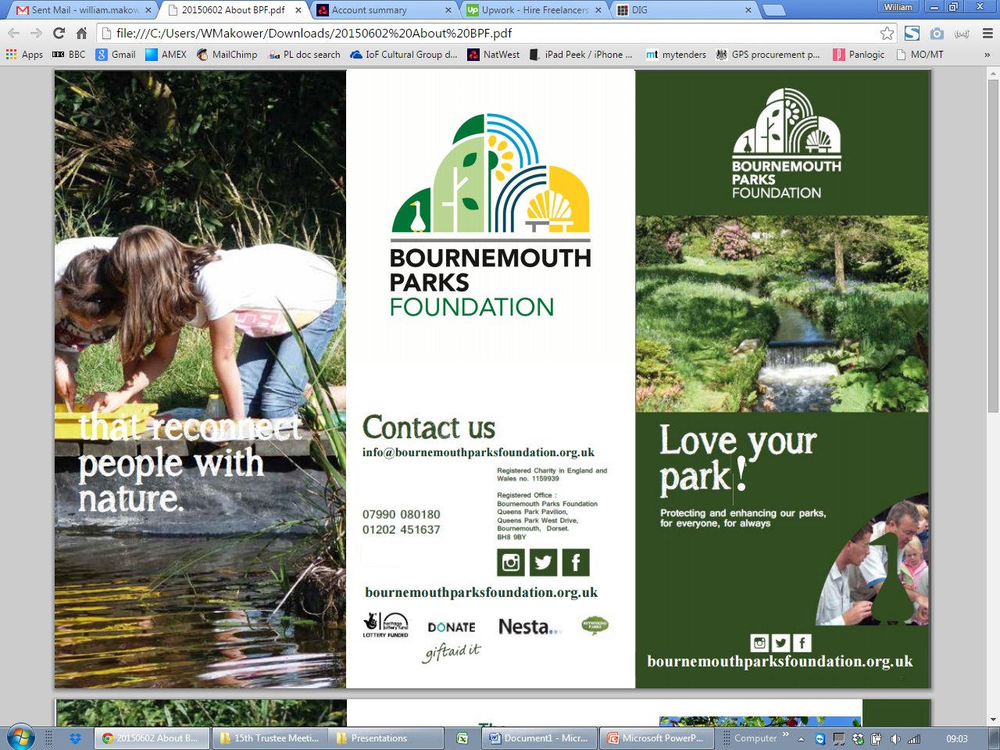 Sent Mail - william.makow
20150602 About BPF.pdf
Account summary
Upwork - Hire Freelancers
DIG
William
file:///C:/Users/WMakower/Downloads/20150602%20About%20BPF.pdf
Apps
BBC
BBC
Gmail
AMEX
MailChimp
PL doc search
IoF Cultural Group d...
NatWest
iPad Peek / iPhone ...
mt mytenders
GPS procurement p...
Panlogic
MO/MT
»
that reconnect
people with
nature.
BOURNEMOUTH
PARKS
FOUNDATION
Contact us
info@bournemouthparksfoundation.org.uk
Registered Charity in England and
Wales no. 1159939
Registered Office :
Bournemouth Parks Foundation
Queens Park Pavilion,
Queens Park West Drive,
Bournemouth, Dorset.
BH8 9BY
07990 080180
01202 451637
bournemouthparksfoundation.org.uk
heritage
lottery fund
LOTTERY FUNDED
DONATE
giftaid it
Nesta...
RETHINKING
PARKS
BOURNEMOUTH
PARKS
FOUNDATION
Love your
park!
Protecting and enhancing our parks,
for everyone, for always
bournemouthparksfoundation.org.uk
The
20150602 About B...
15th Trustee Meeti...
Presentations
Document1 - Micr...
Microsoft PowerP...
Computer
»
09:03